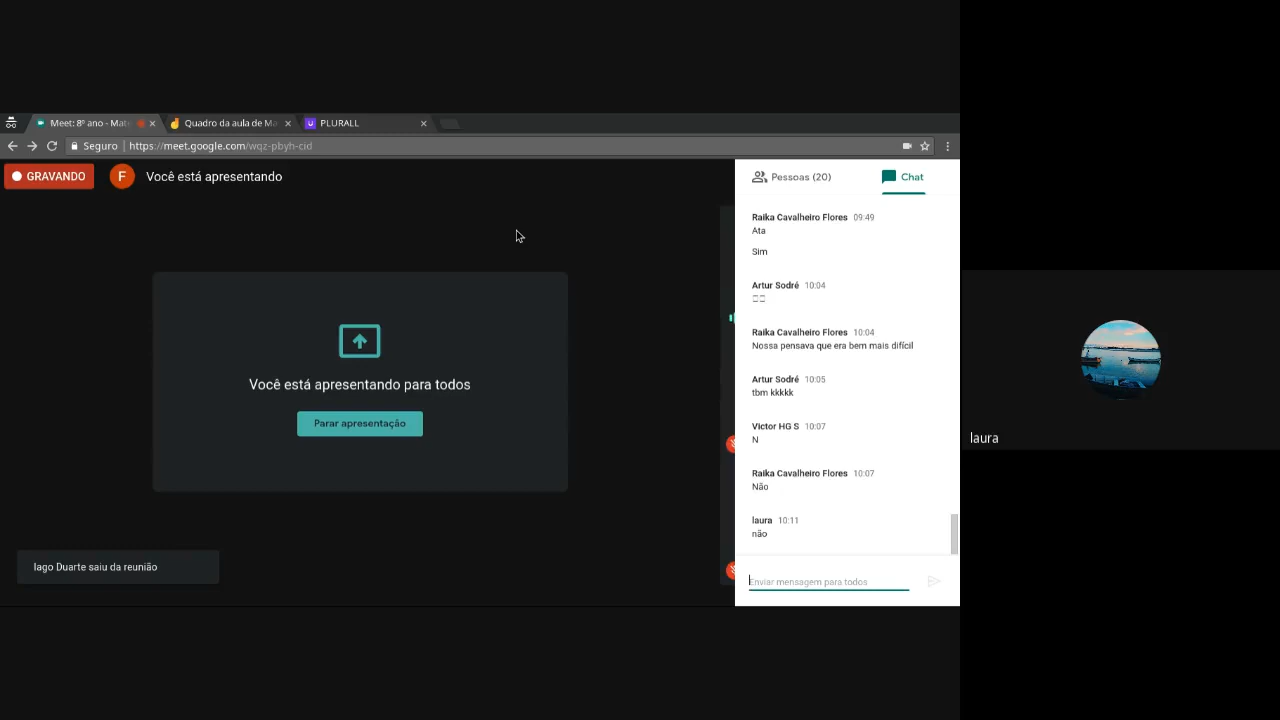 Meet: 8º ano - Mat
Quadro da aula de Ma
PLURALL
Seguro https://meet.google.com/wqz-pbyh-cid
GRAVANDO
F
Você está apresentando
Pessoas (20)
Chat
Raika Cavalheiro Flores 09:49
Ata
Sim
Artur Sodré 10:04
Raika Cavalheiro Flores 10:04
Nossa pensava que era bem mais difícil
Artur Sodré 10:05
tbm kkkkk
Victor HG S 10:07
N
Raika Cavalheiro Flores 10:07
Não
laura 10:11
não
Enviar mensagem para todos
Você está apresentando para todos
Parar apresentação
Iago Duarte saiu da reunião
laura